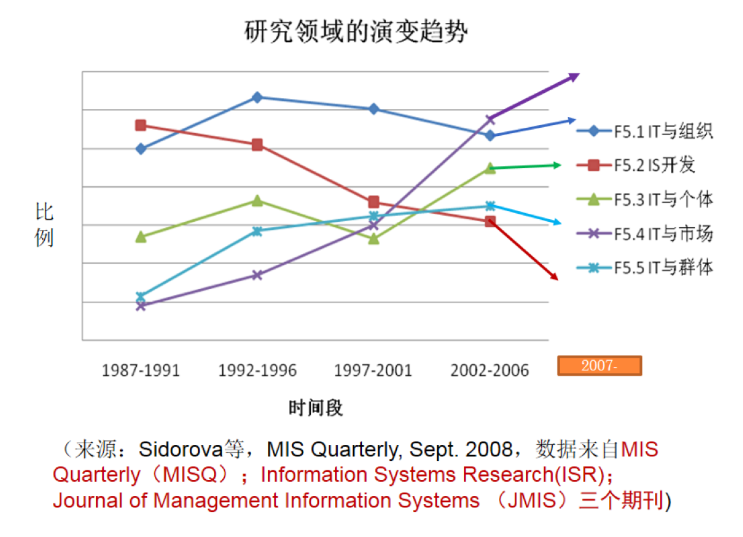 研究领域的演变趋势
比
例
F5.1 IT与组织
F5.2 IS开发
F5.3 IT与个体
F5.4 IT与市场
F5.5 IT与群体
1987-1991
1992-1996
1997-2001
2002-2006
2007-
时间段
（来源：Sidorova等，MIS Quarterly, Sept. 2008，数据来自MIS
Quarterly（MISQ）；Information Systems Research(ISR)；
Journal of Management Information Systems （JMIS）三个期刊)